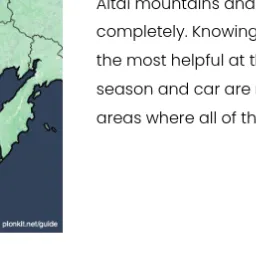 Altai mountains and
completely. Knowing
the most helpful at t
season and car are
areas where all of th
plonkit.net/guide